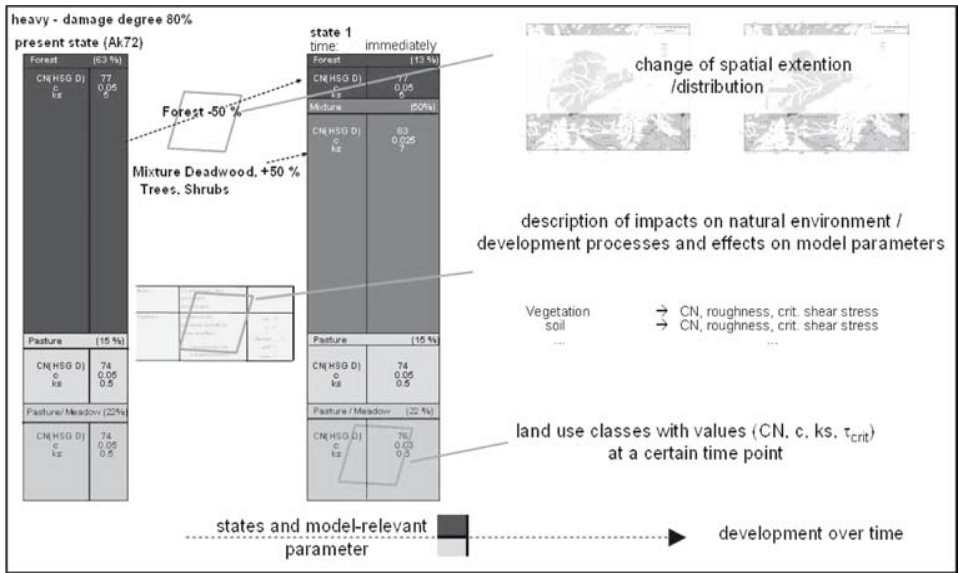 heavy - damage degree 80%
present state (Ak72)
Forest (63 %)
CN(HSG D) 77
c 0.05
ks 5
Forest -50 %
Mixture Deadwood, +50 %
Trees, Shrubs
Pasture (15 %)
CN(HSG D) 74
c 0.05
ks 0.5
Pasture/ Meadow (22%)
CN(HSG D) 74
c 0.05
ks 0.5
state 1
time: immediately
Forest (13 %)
CN(HSG D) 77
c 0.05
ks 5
Mixture (50%)
CN(HSG D) 83
c 0.025
ks 7
Pasture (15 %)
CN(HSG D) 74
c 0.05
ks 0.5
Pasture / Meadow (22 %)
CN(HSG D) 76
c 0.03
ks 0.3
change of spatial extention
/distribution
description of impacts on natural environment /
development processes and effects on model parameters
Vegetation → CN, roughness, crit. shear stress
soil → CN, roughness, crit. shear stress
... ...
land use classes with values (CN, c, ks, τcrit)
at a certain time point
states and model-relevant
parameter
development over time